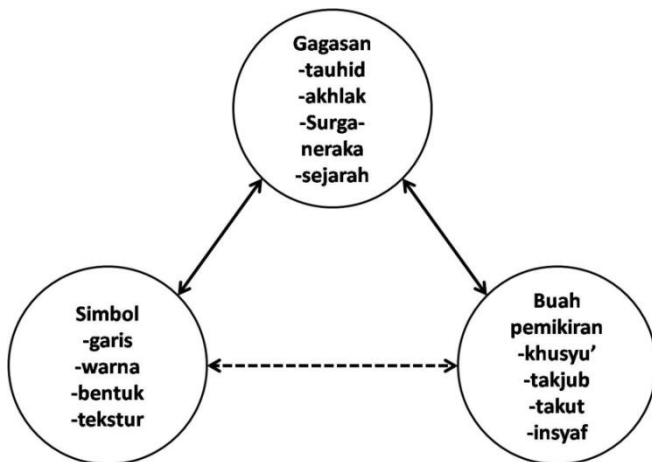 Gagasan
-tauhid
-akhlak
-Surga-
neraka
-sejarah
Simbol
-garis
-warna
-bentuk
-tekstur
Buah
pemikiran
-khusyu’
-takjub
-takut
-insyaf